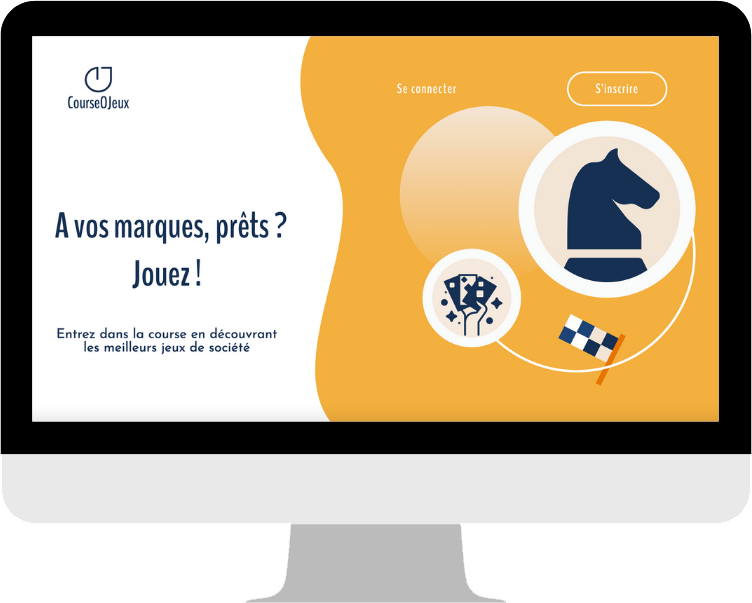 CourseOJeux
Se connecter
S'inscrire
A vos marques, prêts ?
Jouez !
Entrez dans la course en découvrant
les meilleurs jeux de société